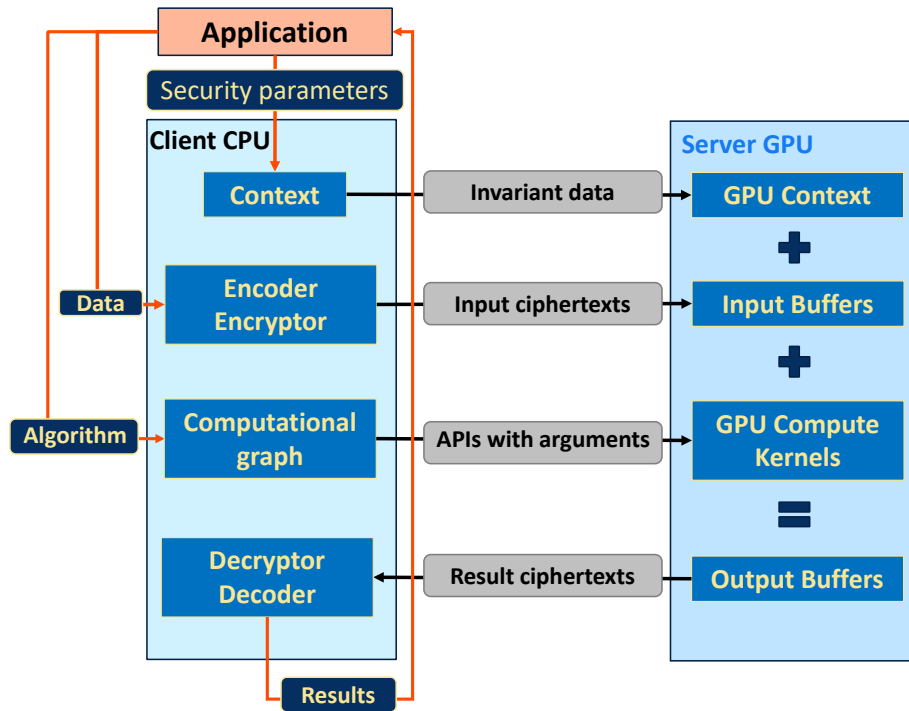 Application
Security parameters
Client CPU
Server GPU
Context
Invariant data
GPU Context
Data
Encoder
Encryptor
Input ciphertexts
Input Buffers
Algorithm
Computational
graph
APIs with arguments
GPU Compute
Kernels
Decryptor
Decoder
Result ciphertexts
Output Buffers
Results